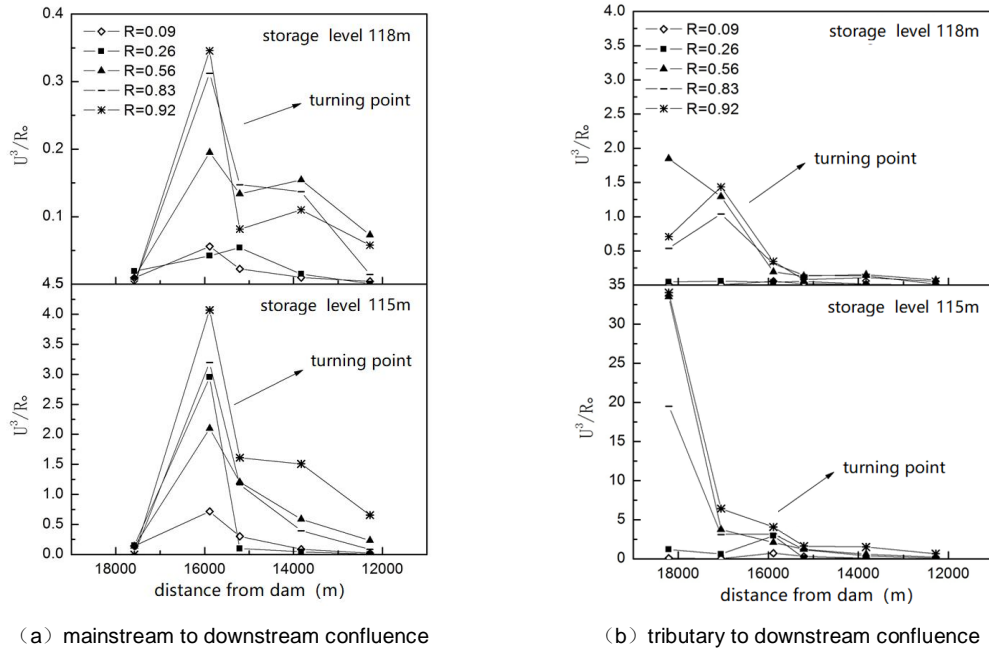 0.4
storage level 118m
R=0.09
R=0.26
R=0.56
R=0.83
R=0.92
turning point
0.3
0.2
0.1
U³/Rₒ
4.5
storage level 115m
4.0
3.5
3.0
2.5
2.0
1.5
1.0
0.5
0.0
turning point
U³/Rₒ
18000 16000 14000 12000
distance from dam (m)
(a) mainstream to downstream confluence
4.0
storage level 118m
R=0.09
R=0.26
R=0.56
R=0.83
R=0.92
3.5
3.0
2.5
2.0
1.5
1.0
0.5
turning point
U³/Rₒ
35
storage level 115m
30
25
20
15
10
5
0
turning point
U³/Rₒ
18000 16000 14000 12000
distance from dam (m)
(b) tributary to downstream confluence